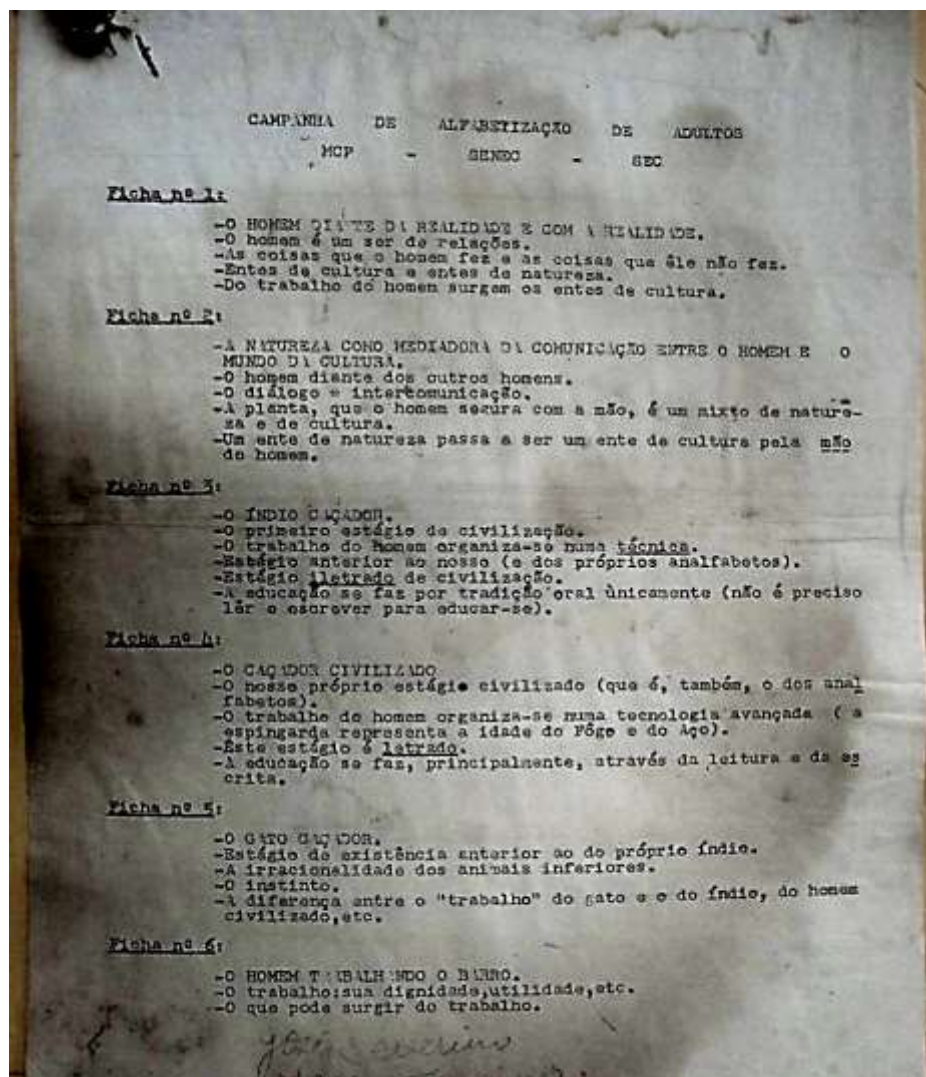 CAMPANHA DE ALFABETIZAÇÃO DE ADULTOS
MCP - SENEC - SEC
Ficha nº 1:
-O HOMEM DIANTE DA REALIDADE E COM A REALIDADE.
-O homem é um ser de relações.
-As coisas que o homem fez e as coisas que êle não fez.
-Entes de cultura e entes de natureza.
-Do trabalho do homem surgem os entes de cultura.
Ficha nº 2:
-A NATUREZA COMO MEDIADORA DA COMUNICAÇÃO ENTRE O HOMEM E O
MUNDO DA CULTURA.
-O homem diante dos outros homens.
-O diálogo e intercomunicação.
-A planta, que o homem segura com a mão, é um mixto de nature-
za e de cultura.
-Um ente de natureza passa a ser um ente de cultura pela mão
do homem.
Ficha nº 3:
-O ÍNDIO CAÇADOR.
-O primeiro estágio de civilização.
-O trabalho do homem organiza-se numa técnica.
-Estágio anterior ao nosso (e dos próprios analfabetos).
-Estágio iletrado de civilização.
-A educação se faz por tradição oral ùnicamente (não é preciso
lêr e escrever para educar-se).
Ficha nº 4:
-O CAÇADOR CIVILIZADO
-O nosso próprio estágio civilizado (que é, também, o dos anal
fabetos).
-O trabalho do homem organiza-se numa tecnologia avançada ( a
espingarda representa a idade do Fôgo e do Aço).
-Êste estágio é letrado.
-A educação se faz, principalmente, através da leitura e da es
crita.
Ficha nº 5:
-O GATO CAÇADOR.
-Estágio de existência anterior ao do próprio índio.
-A irracionalidade dos animais inferiores.
-O instinto.
-A diferença entre o "trabalho" do gato e o do índio, do homem
civilizado,etc.
Ficha nº 6:
-O HOMEM TRABALHANDO O BARRO.
-O trabalho:sua dignidade,utilidade,etc.
-O que pode surgir do trabalho.